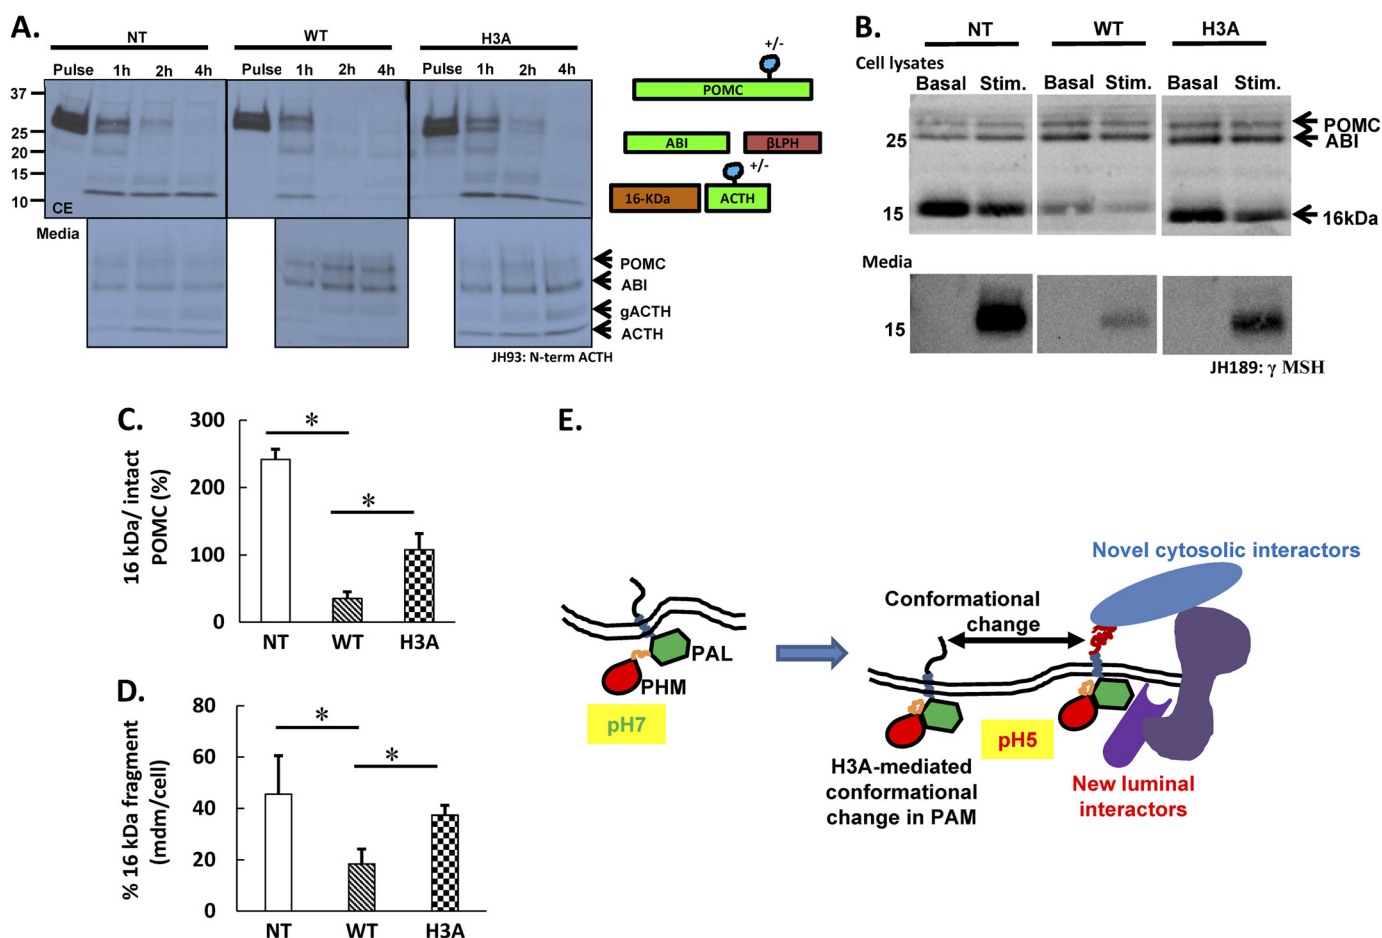 A.
NT
WT
H3A
Pulse 1h 2h 4h
Pulse 1h 2h 4h
Pulse 1h 2h 4h
37
25
20
15
10
CE
Media
POMC
ABI
gACTH
ACTH
JH93: N-term ACTH
+/-
POMC
ABI
βLPH
+/-
16-KDa
ACTH
B.
NT
WT
H3A
Cell lysates
Basal Stim.
Basal Stim.
Basal Stim.
25
15
POMC
ABI
16kDa
Media
15
JH189: γ MSH
C.
16 kDa/ intact
POMC (%)
300
200
100
0
*
*
NT
WT
H3A
D.
% 16 kDa fragment
(mdm/cell)
80
60
40
20
0
*
*
NT
WT
H3A
E.
PAL
PHM
pH7
Conformational
change
Novel cytosolic interactors
pH5
H3A-mediated
conformational
change in PAM
New luminal
interactors